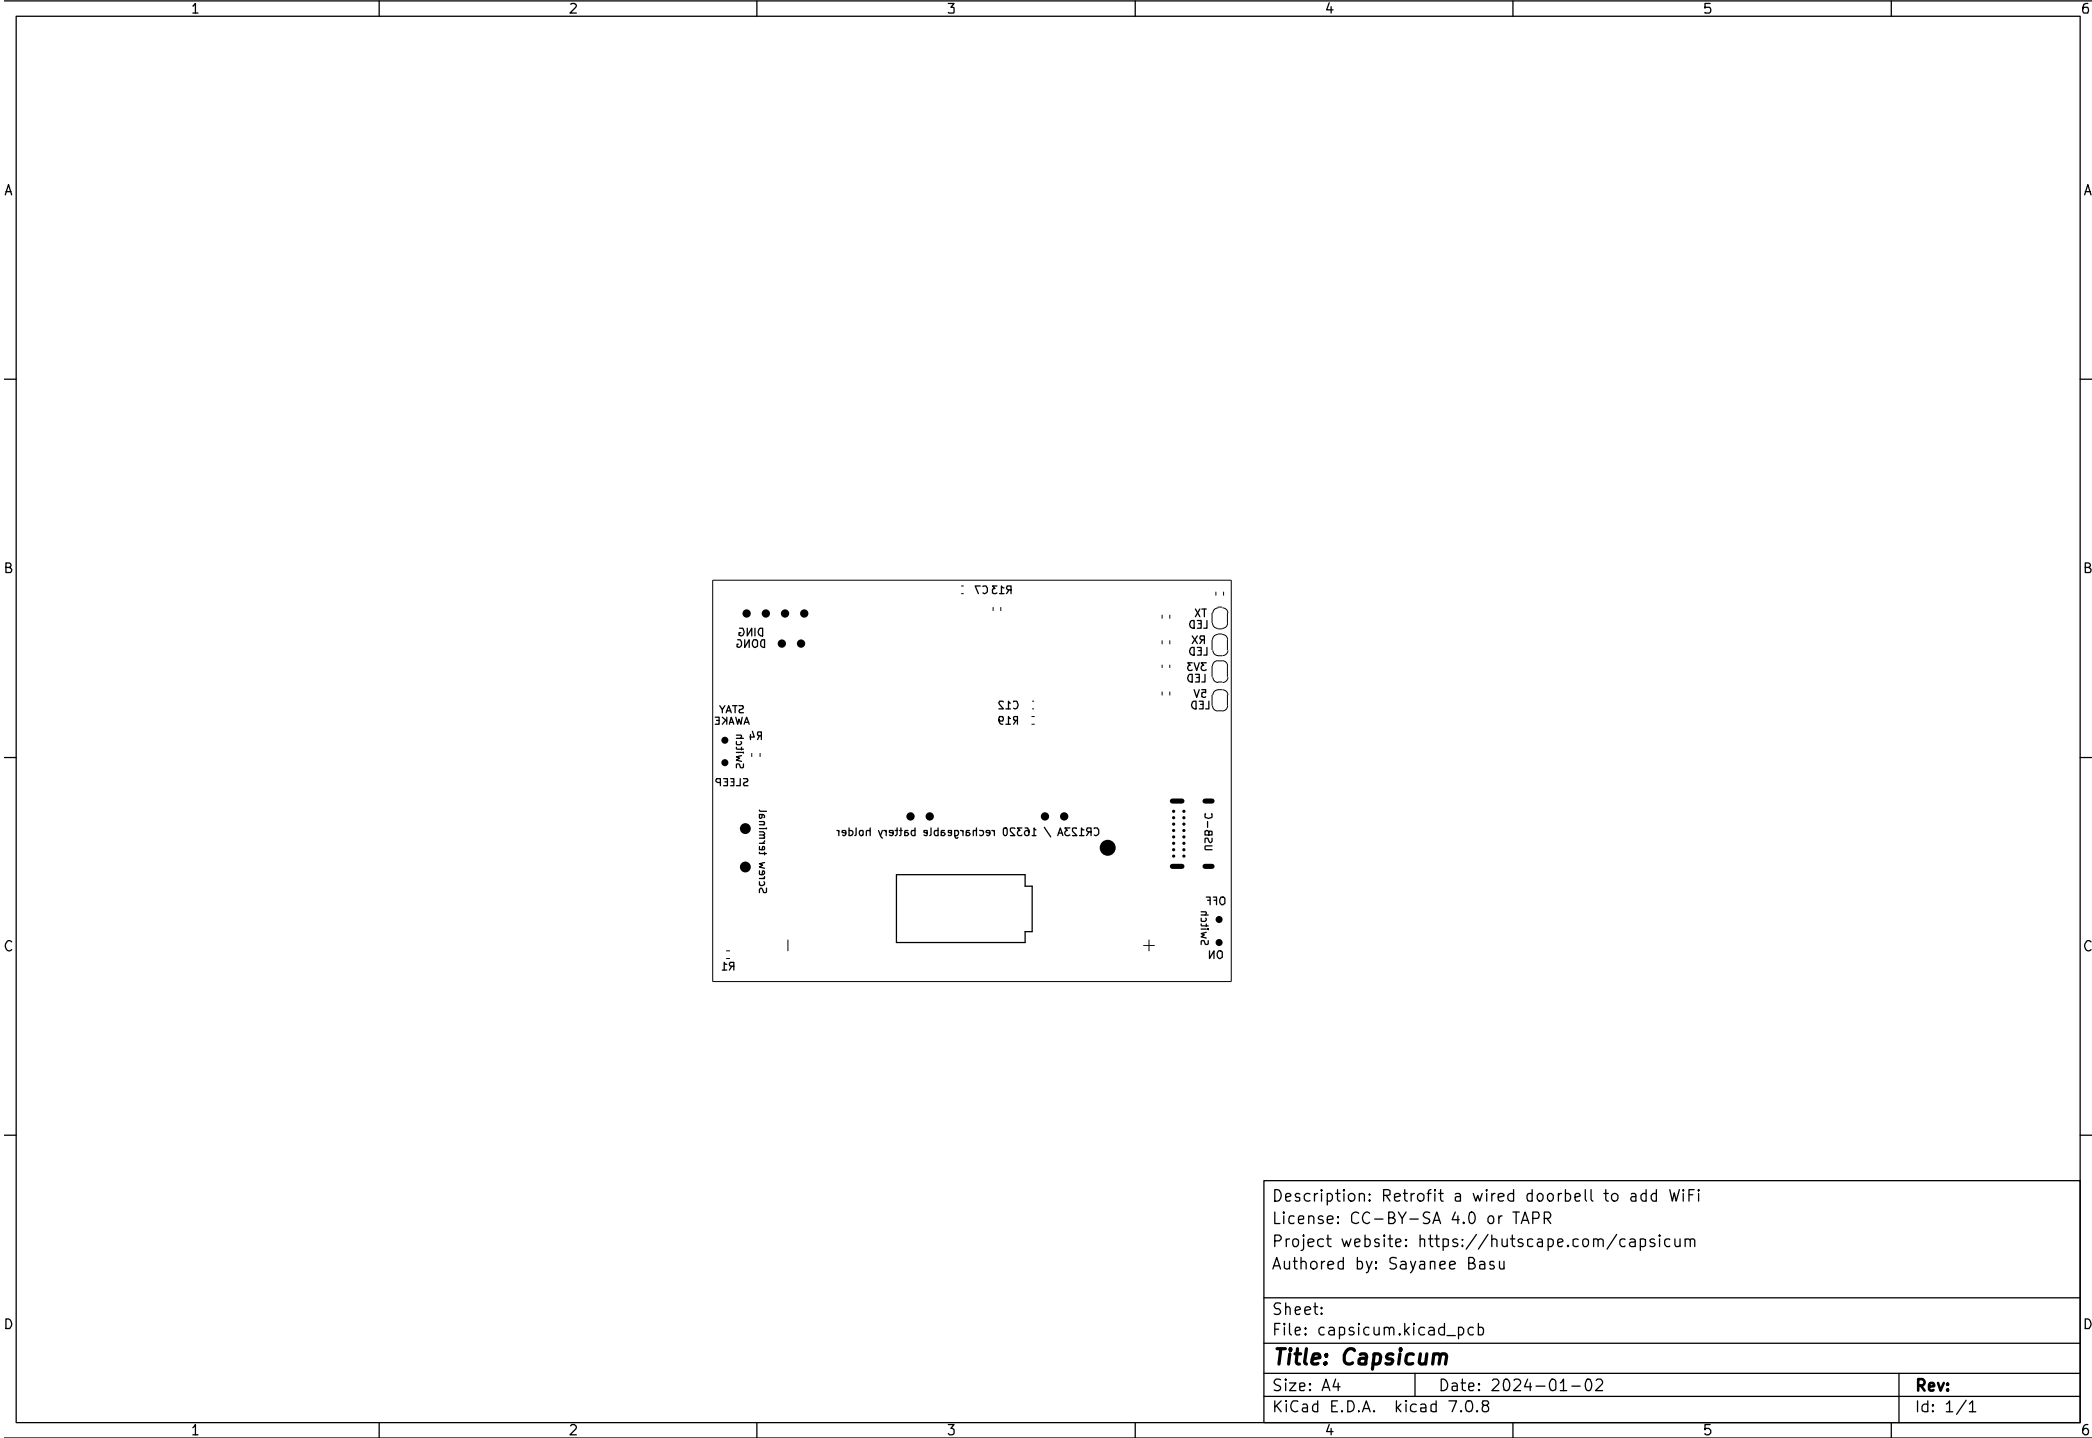 1 2 3 4 5 6
A A
B B
R13 C7
TX
LED
DING
DONG
RX
LED
3V3
LED
5V
LED
C12
STAY
AWAKE
R19
R4
Switch
SLEEP
CR123A / 16320 rechargeable battery holder
Screw terminal
USB-C
OFF
Switch
ON
R1
C C
Description: Retrofit a wired doorbell to add WiFi
License: CC-BY-SA 4.0 or TAPR
Project website: https://hutscape.com/capsicum
Authored by: Sayanee Basu
Sheet:
D D
File: capsicum.kicad_pcb
Title: Capsicum
Size: A4 Date: 2024-01-02 Rev:
KiCad E.D.A. kicad 7.0.8 Id: 1/1
1 2 3 4 5 6